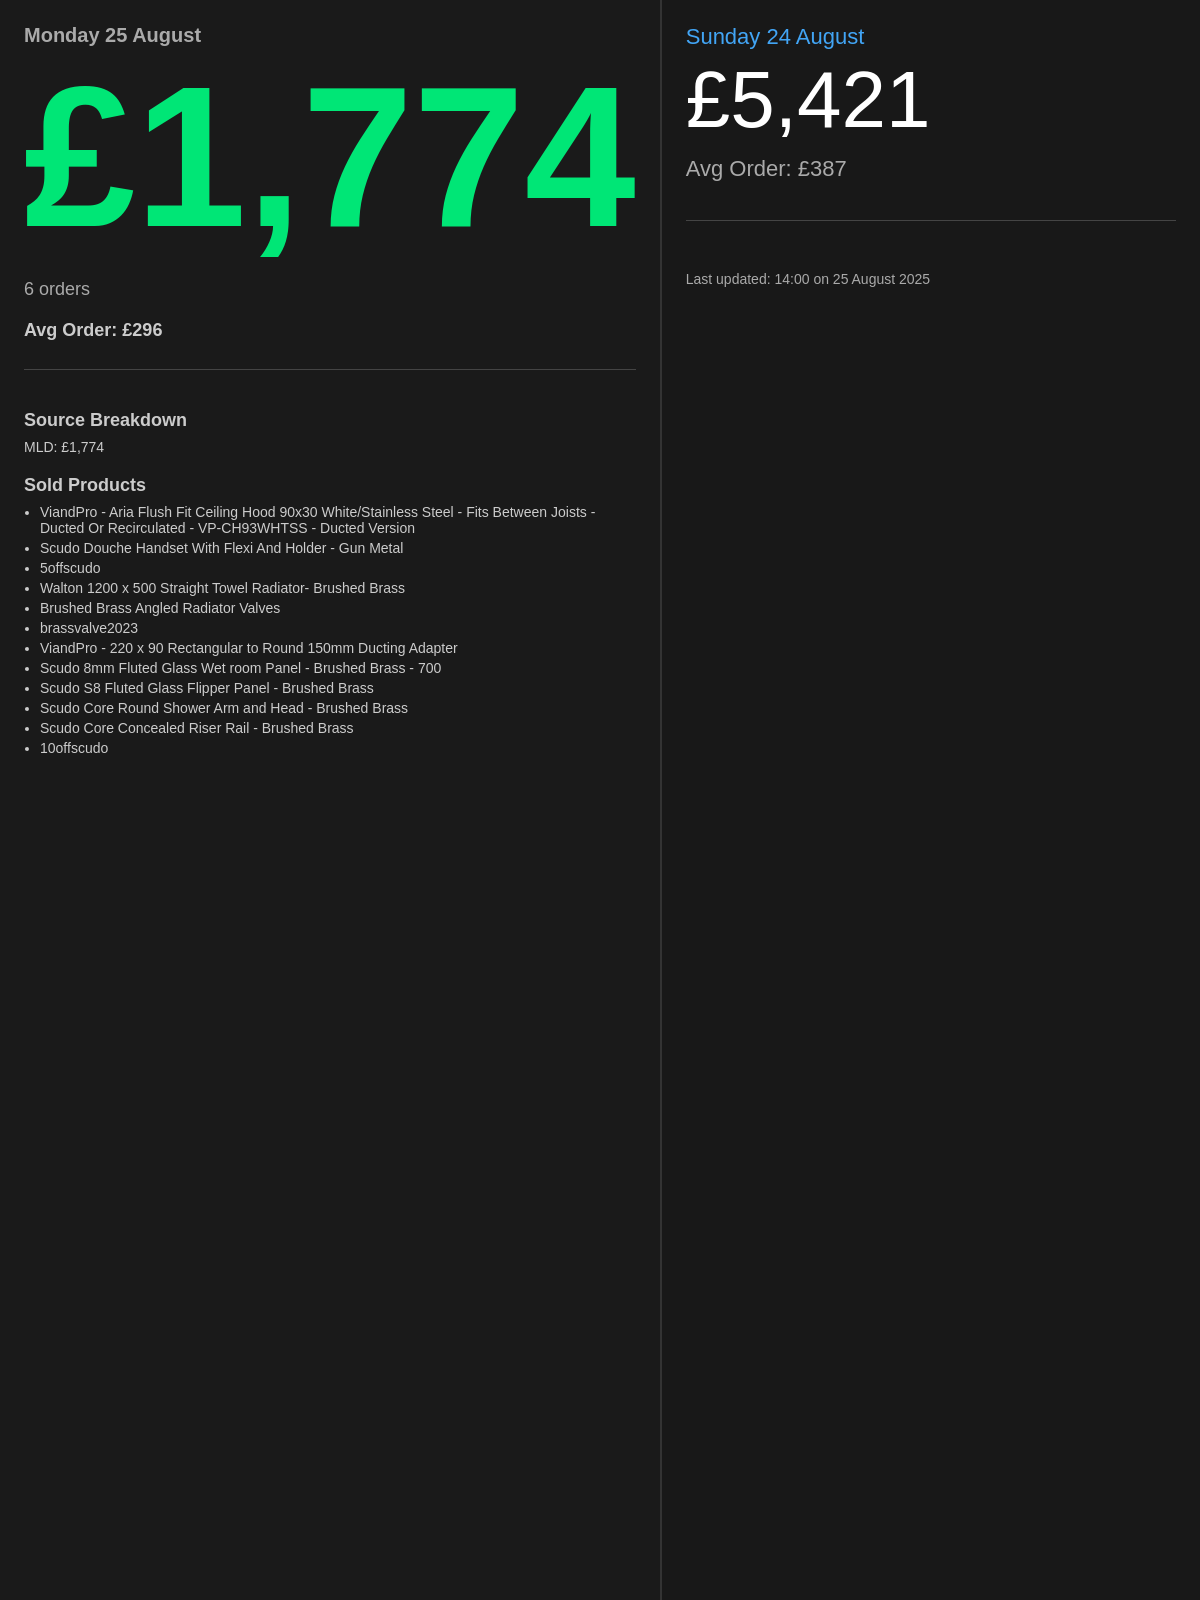 Monday 25 August
£1,774
6 orders
Avg Order: £296
Source Breakdown
MLD: £1,774
Sold Products
• ViandPro - Aria Flush Fit Ceiling Hood 90x30 White/Stainless Steel - Fits Between Joists -
Ducted Or Recirculated - VP-CH93WHTSS - Ducted Version
• Scudo Douche Handset With Flexi And Holder - Gun Metal
• 5offscudo
• Walton 1200 x 500 Straight Towel Radiator- Brushed Brass
• Brushed Brass Angled Radiator Valves
• brassvalve2023
• ViandPro - 220 x 90 Rectangular to Round 150mm Ducting Adapter
• Scudo 8mm Fluted Glass Wet room Panel - Brushed Brass - 700
• Scudo S8 Fluted Glass Flipper Panel - Brushed Brass
• Scudo Core Round Shower Arm and Head - Brushed Brass
• Scudo Core Concealed Riser Rail - Brushed Brass
• 10offscudo
Sunday 24 August
£5,421
Avg Order: £387
Last updated: 14:00 on 25 August 2025